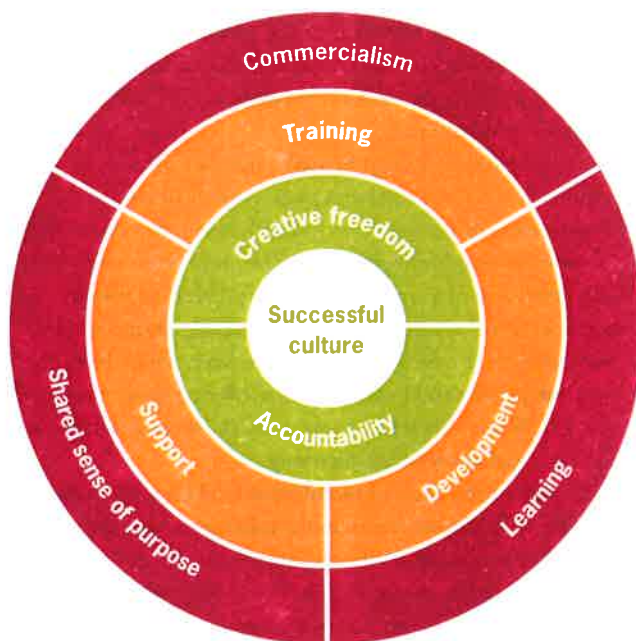 Commercialism
Training
Creative freedom
Successful
culture
Accountability
Support
Development
Shared sense of purpose
Learning